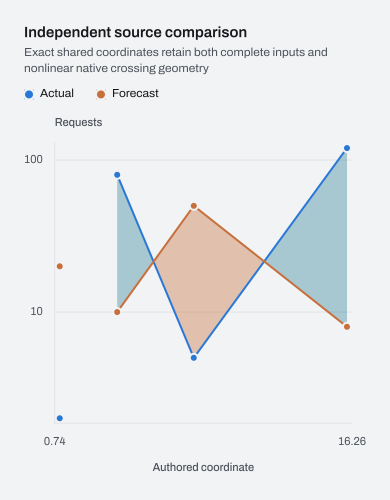 Independent source comparison
Exact shared coordinates retain both complete inputs and
nonlinear native crossing geometry
Actual Forecast
Requests
100
10
0.74 16.26
Authored coordinate